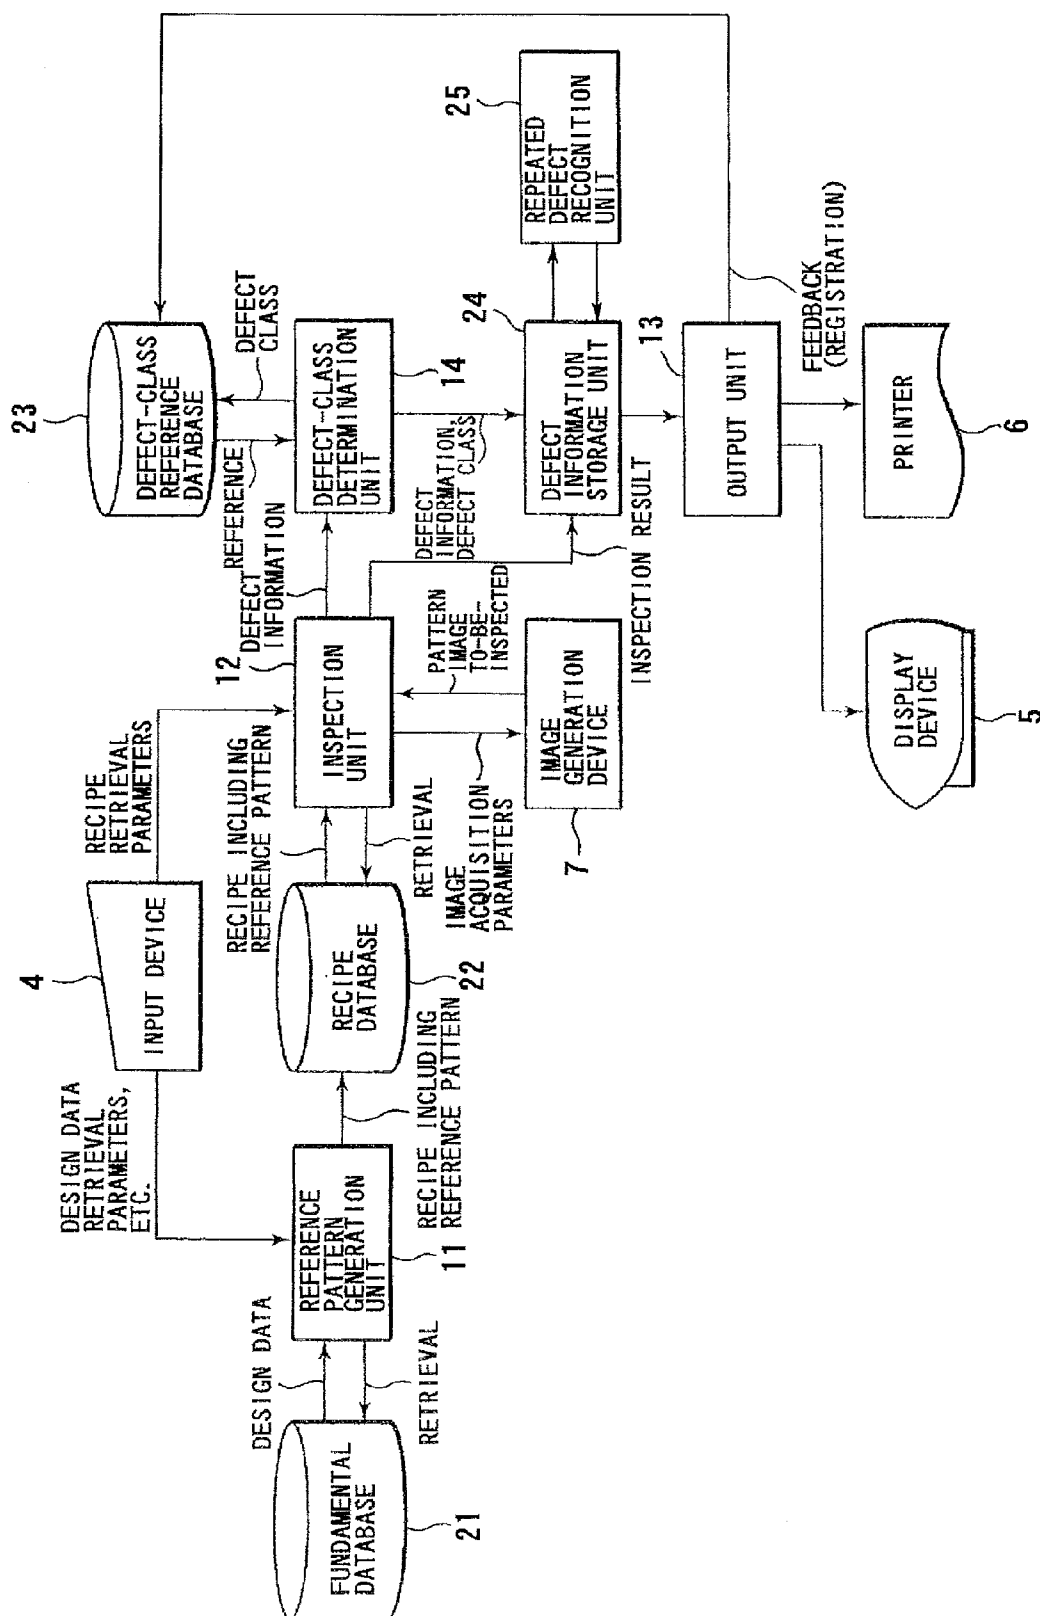 4
INPUT DEVICE
DESIGN DATA
RETRIEVAL
PARAMETERS,
ETC.
RECIPE
RETRIEVAL
PARAMETERS
FUNDAMENTAL
DATABASE
21
DESIGN DATA
RETRIEVAL
REFERENCE
PATTERN
GENERATION
UNIT
11
RECIPE INCLUDING
REFERENCE PATTERN
RECIPE
DATABASE
22
RECIPE INCLUDING
REFERENCE PATTERN
RETRIEVAL
12
INSPECTION
UNIT
IMAGE
ACQUISITION
PARAMETERS
PATTERN
IMAGE
TO-BE-
INSPECTED
IMAGE
GENERATION
DEVICE
7
DEFECT
INFORMATION
REFERENCE
DEFECT
CLASS
23
DEFECT-CLASS
REFERENCE
DATABASE
DEFECT-CLASS
DETERMINATION
UNIT
14
DEFECT
INFORMATION,
DEFECT CLASS
INSPECTION RESULT
24
DEFECT
INFORMATION
STORAGE UNIT
25
REPEATED
DEFECT
RECOGNITION
UNIT
13
OUTPUT UNIT
FEEDBACK
(REGISTRATION)
DISPLAY
DEVICE
5
PRINTER
6